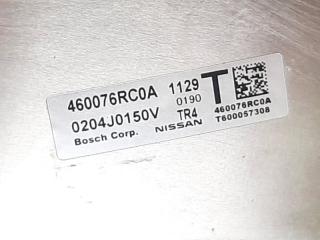 460076RC0A 1129 T
0204J0150V 0190
Bosch Corp. TR4
NISSAN
460076RC0A
T600057308